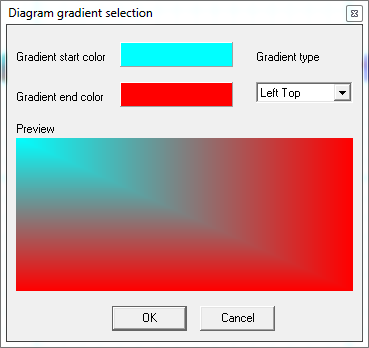 Diagram gradient selection
Gradient start color
Gradient type
Gradient end color
Left Top
Preview
OK
Cancel